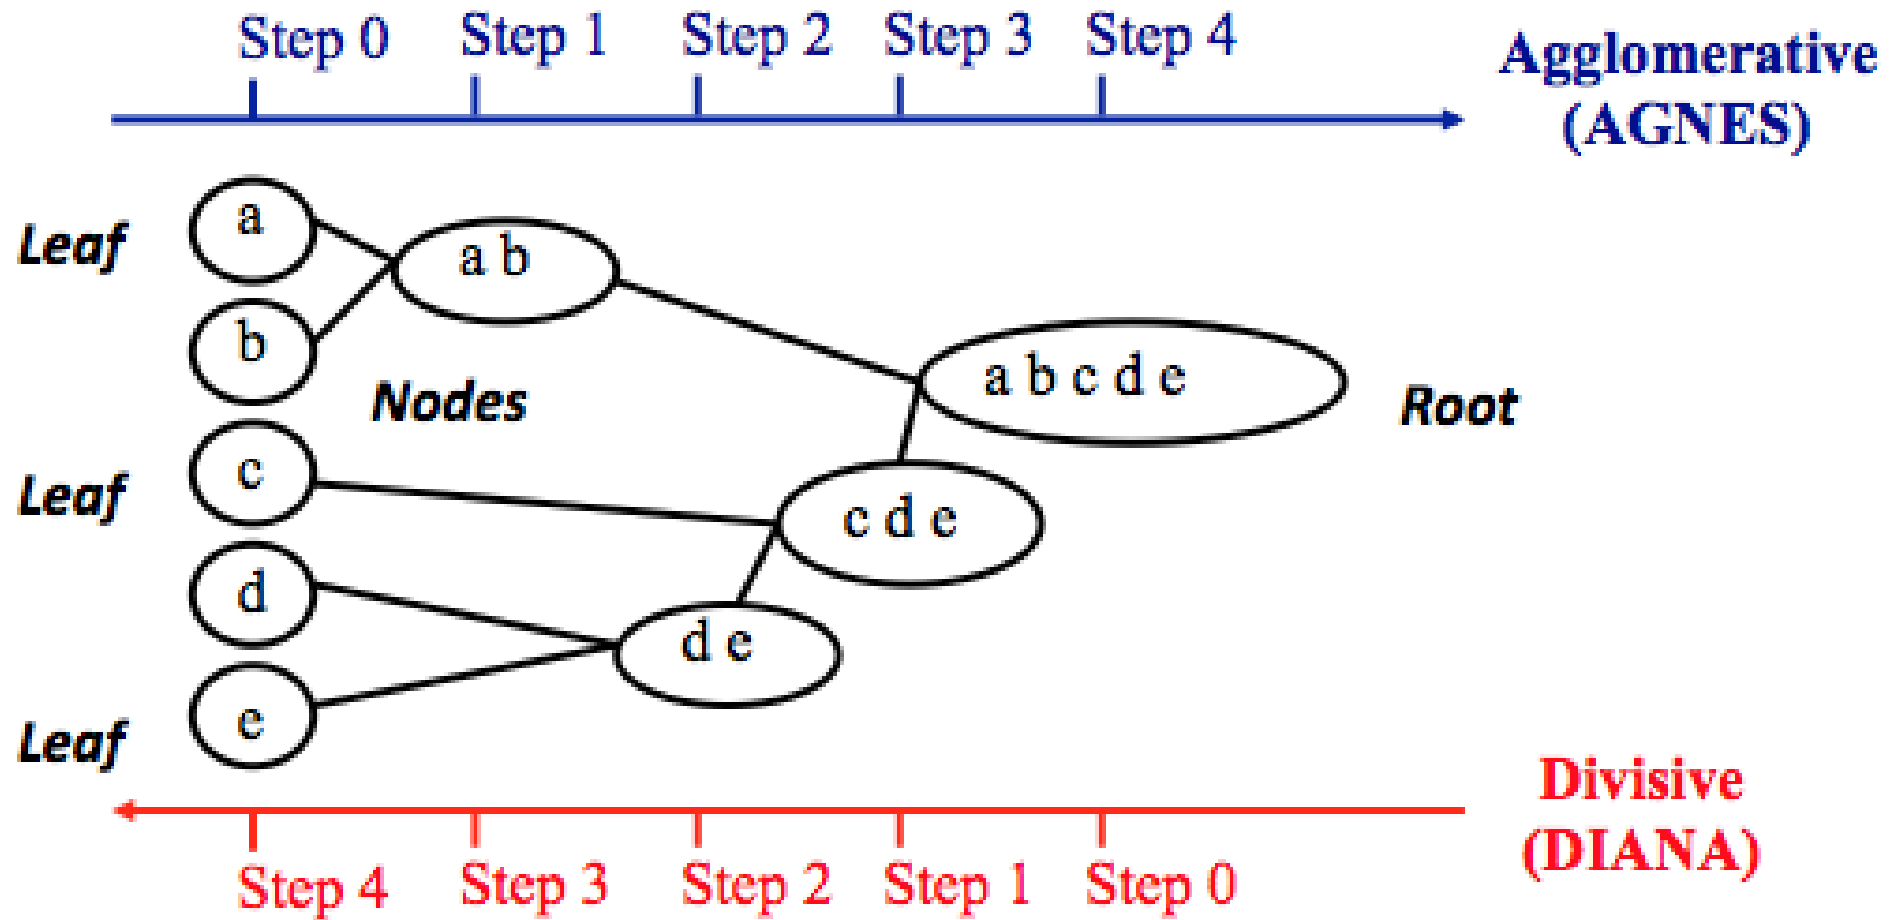 Step 0 Step 1 Step 2 Step 3 Step 4
Agglomerative
(AGNES)
Leaf
a
a b
b
Nodes
a b c d e
Root
Leaf
c
c d e
d
d e
Leaf
e
Divisive
(DIANA)
Step 4 Step 3 Step 2 Step 1 Step 0